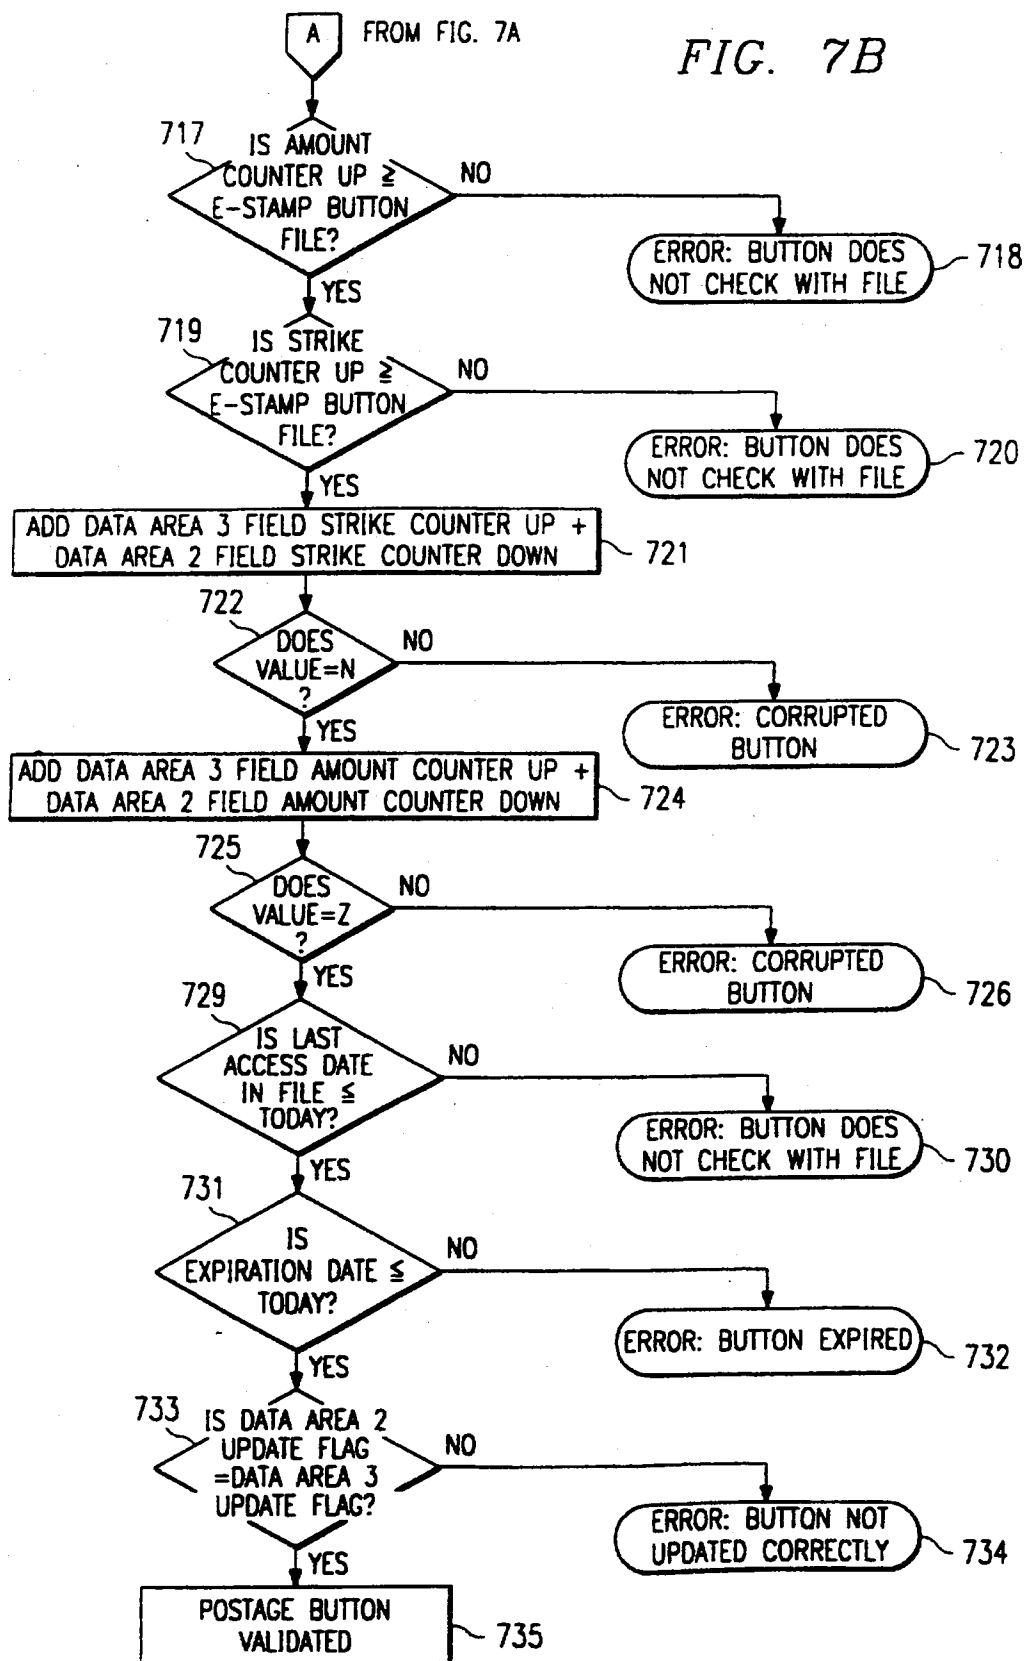 A FROM FIG. 7A
FIG. 7B
717
IS AMOUNT
COUNTER UP ≧
E-STAMP BUTTON
FILE?
NO
YES
ERROR: BUTTON DOES
NOT CHECK WITH FILE
718
719
IS STRIKE
COUNTER UP ≧
E-STAMP BUTTON
FILE?
NO
YES
ERROR: BUTTON DOES
NOT CHECK WITH FILE
720
ADD DATA AREA 3 FIELD STRIKE COUNTER UP +
DATA AREA 2 FIELD STRIKE COUNTER DOWN
721
722
DOES
VALUE=N
?
NO
YES
ERROR: CORRUPTED
BUTTON
723
ADD DATA AREA 3 FIELD AMOUNT COUNTER UP +
DATA AREA 2 FIELD AMOUNT COUNTER DOWN
724
725
DOES
VALUE=Z
?
NO
YES
ERROR: CORRUPTED
BUTTON
726
729
IS LAST
ACCESS DATE
IN FILE ≦
TODAY?
NO
YES
ERROR: BUTTON DOES
NOT CHECK WITH FILE
730
731
IS
EXPIRATION DATE ≦
TODAY?
NO
YES
ERROR: BUTTON EXPIRED
732
733
IS DATA AREA 2
UPDATE FLAG
=DATA AREA 3
UPDATE FLAG?
NO
YES
ERROR: BUTTON NOT
UPDATED CORRECTLY
734
POSTAGE BUTTON
VALIDATED
735